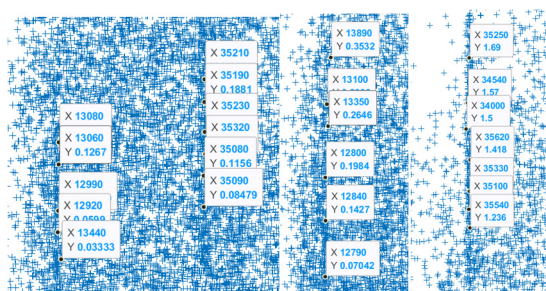 X 13080
X 13060
Y 0.1267
X 12990
X 12920
X 13440
Y 0.03333
X 35210
X 35190
Y 0.1881
X 35230
X 35320
X 35080
Y 0.1156
X 35090
Y 0.08479
X 13890
Y 0.3532
X 13100
X 13350
Y 0.2646
X 12800
Y 0.1984
X 12840
Y 0.1427
X 12790
Y 0.07042
X 35250
Y 1.69
X 34540
Y 1.57
X 34000
Y 1.5
X 35620
Y 1.418
X 35330
X 35100
X 35540
Y 1.236